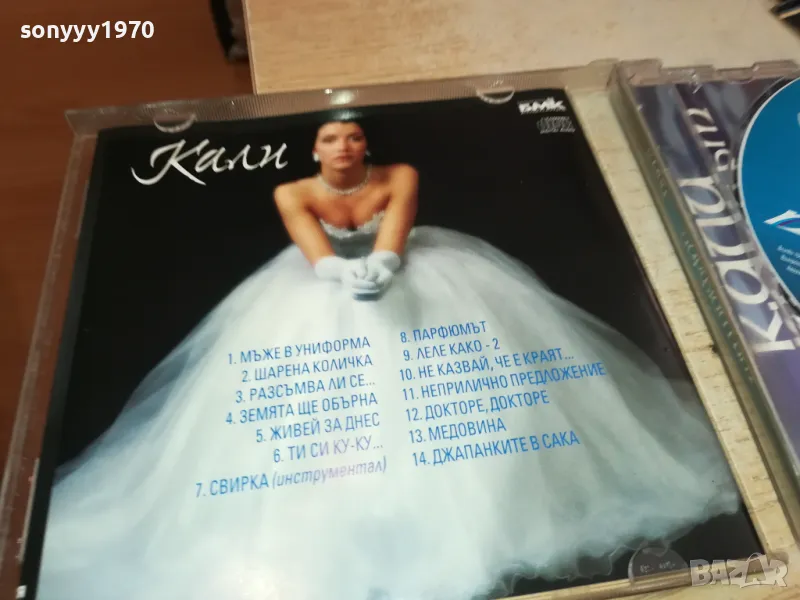 sonyyy1970
Кали
БМК
1. МЪЖЕ В УНИФОРМА
2. ШАРЕНА КОЛИЧКА
3. РАЗСЪМВА ЛИ СЕ...
4. ЗЕМЯТА ЩЕ ОБЪРНА
5. ЖИВЕЙ ЗА ДНЕС
6. ТИ СИ КУ-КУ...
7. СВИРКА (инструментал)
8. ПАРФЮМЪТ
9. ЛЕЛЕ КАКО - 2
10. НЕ КАЗВАЙ, ЧЕ Е КРАЯТ...
11. НЕПРИЛИЧНО ПРЕДЛОЖЕНИЕ
12. ДОКТОРЕ, ДОКТОРЕ
13. МЕДОВИНА
14. ДЖАПАНКИТЕ В САКА
BAZAR